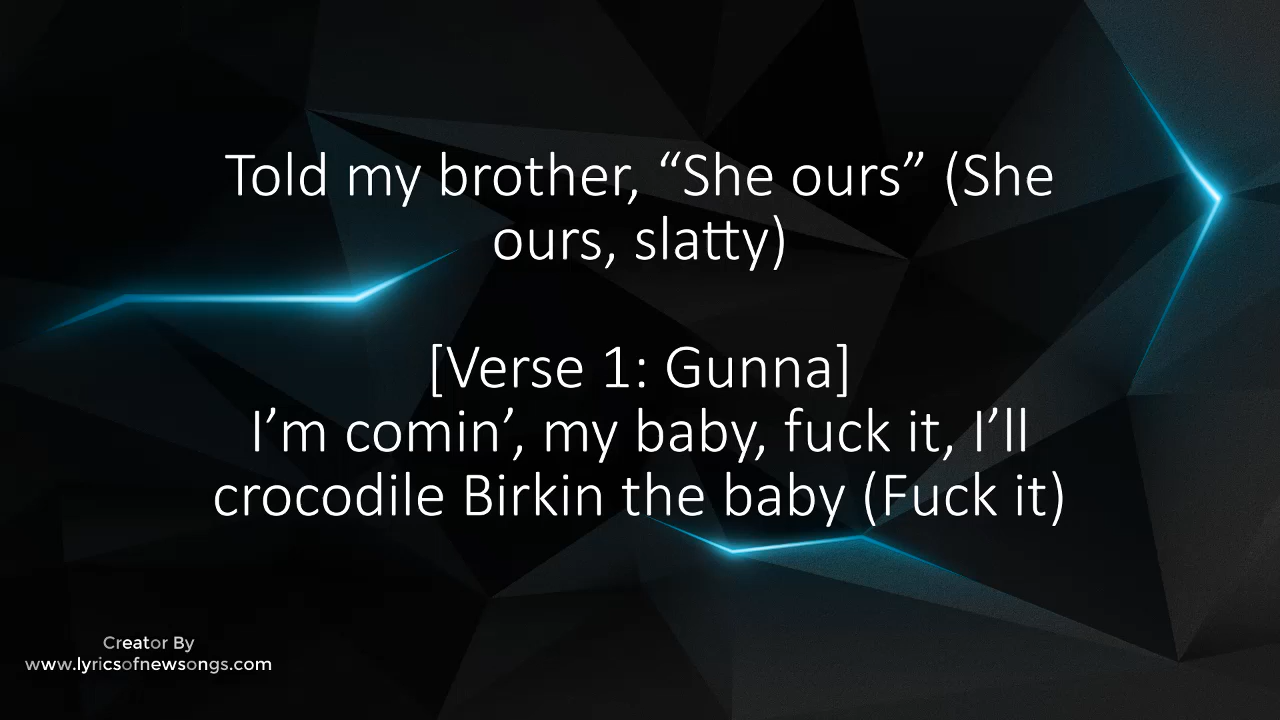 Told my brother, “She ours” (She
ours, slatty)
[Verse 1: Gunna]
I’m comin’, my baby, fuck it, I’ll
crocodile Birkin the baby (Fuck it)
Creator By
www.lyricsofnewsongs.com